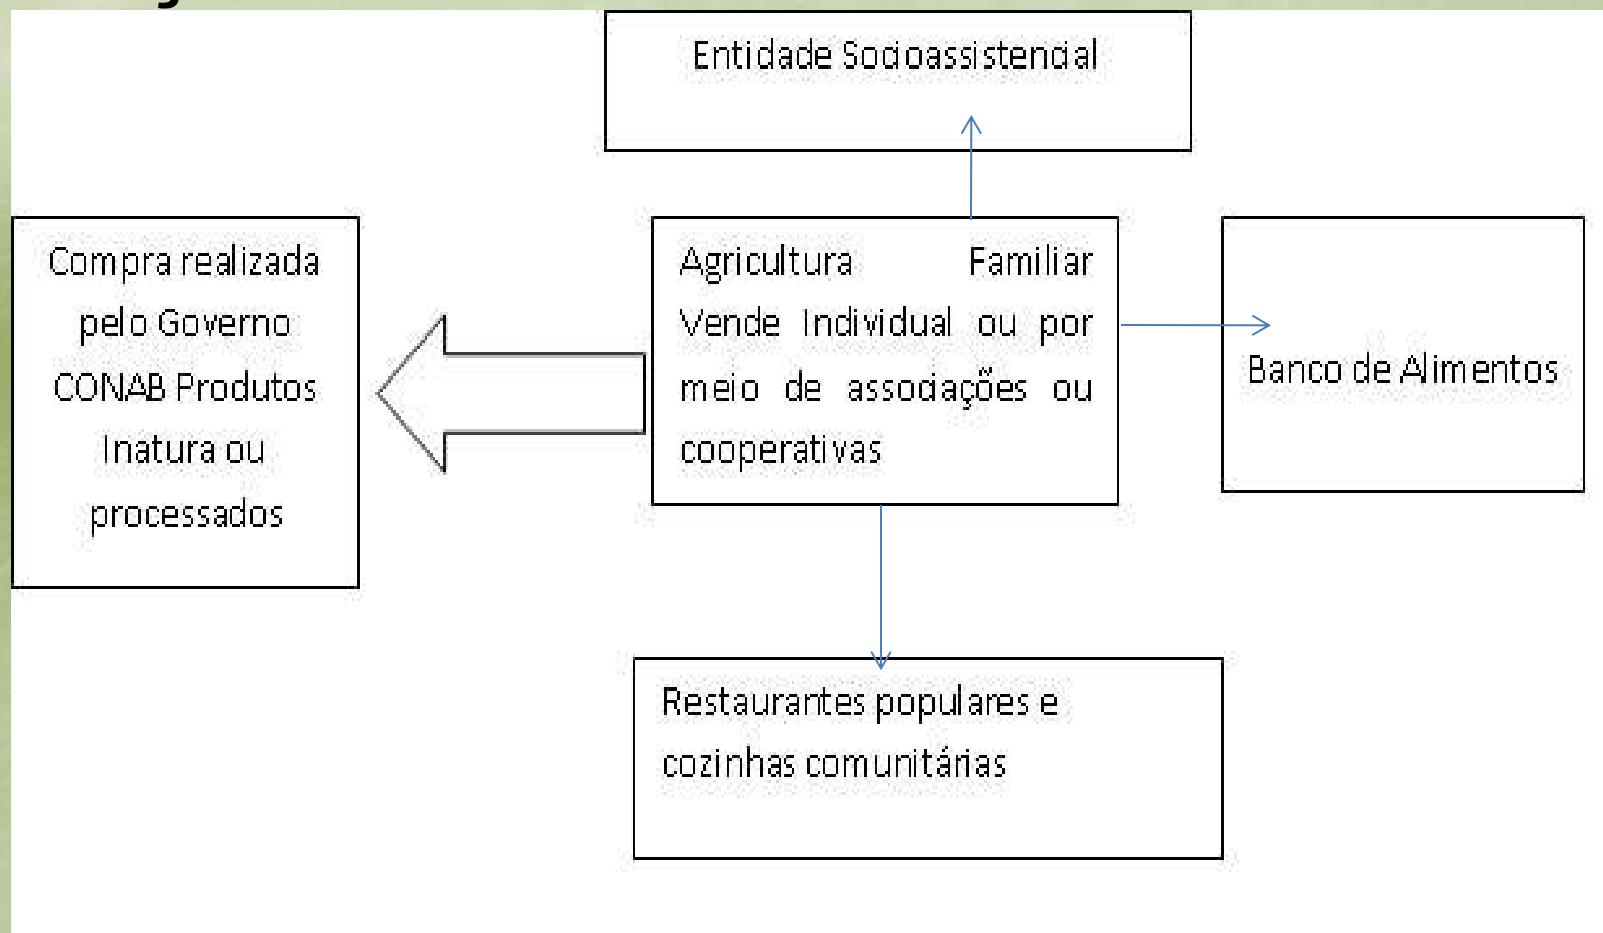 Entidade Socioassistencial
Compra realizada
pelo Governo
CONAB Produtos
Inatura ou
processados
Agricultura Familiar
Vende Individual ou por
meio de associações ou
cooperativas
Banco de Alimentos
Restaurantes populares e
cozinhas comunitárias